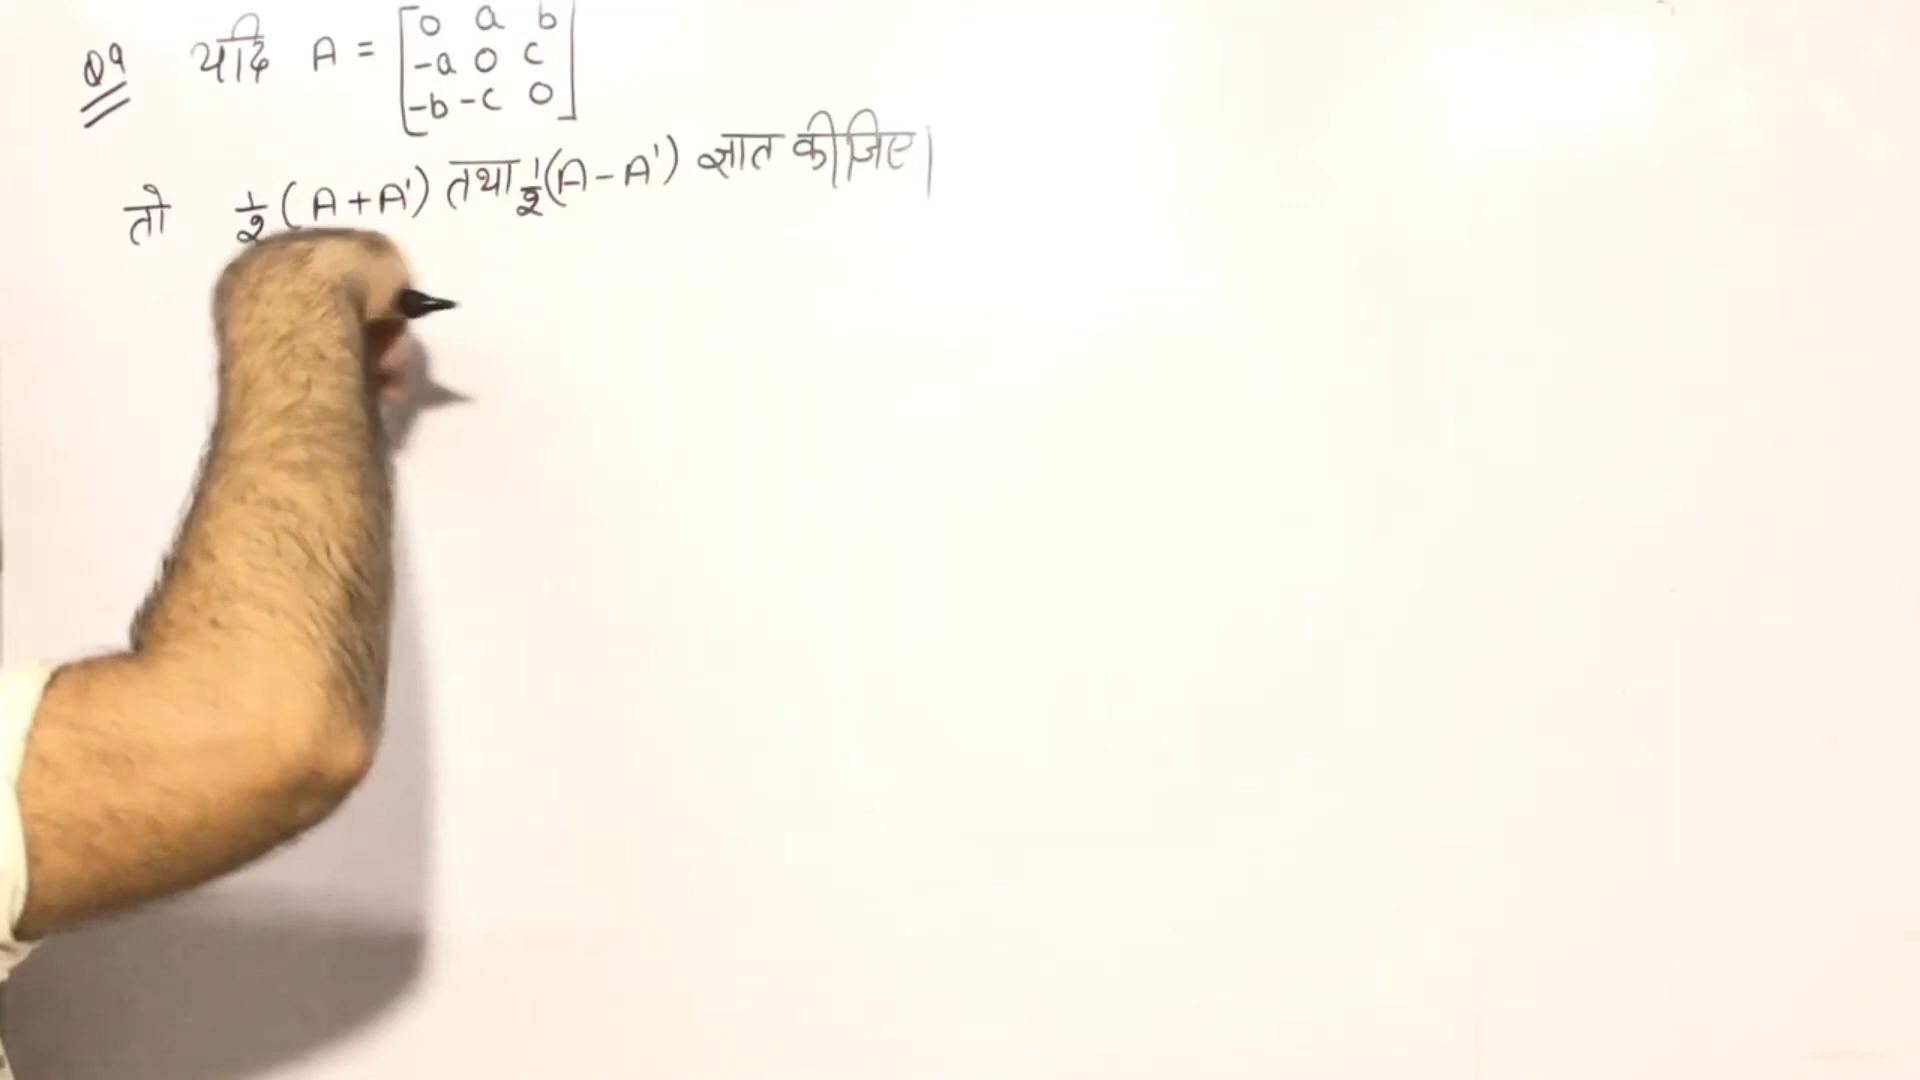 Q9 यदि A = [0 a b
-a 0 c
-b -c 0]
तो 1/2 (A+A') तथा 1/2 (A-A') ज्ञात कीजिए।